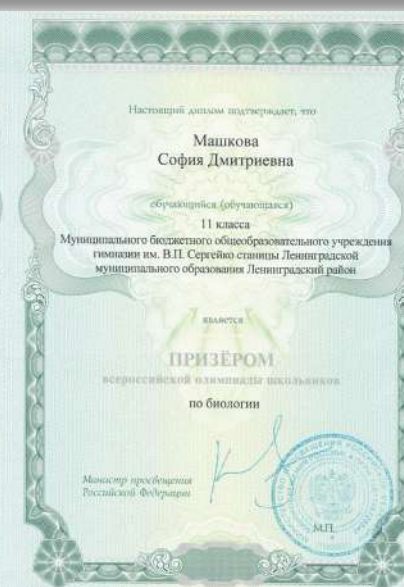 Настоящий диплом подтверждает, что
Машкова
София Дмитриевна
обучающийся (обучающаяся)
11 класса
Муниципального бюджетного общеобразовательного учреждения
гимназии им. В.П. Сергейко станицы Ленинградской
муниципального образования Ленинградский район
является
ПРИЗЁРОМ
всероссийской олимпиады школьников
по биологии
Министр просвещения
Российской Федерации
М.П.